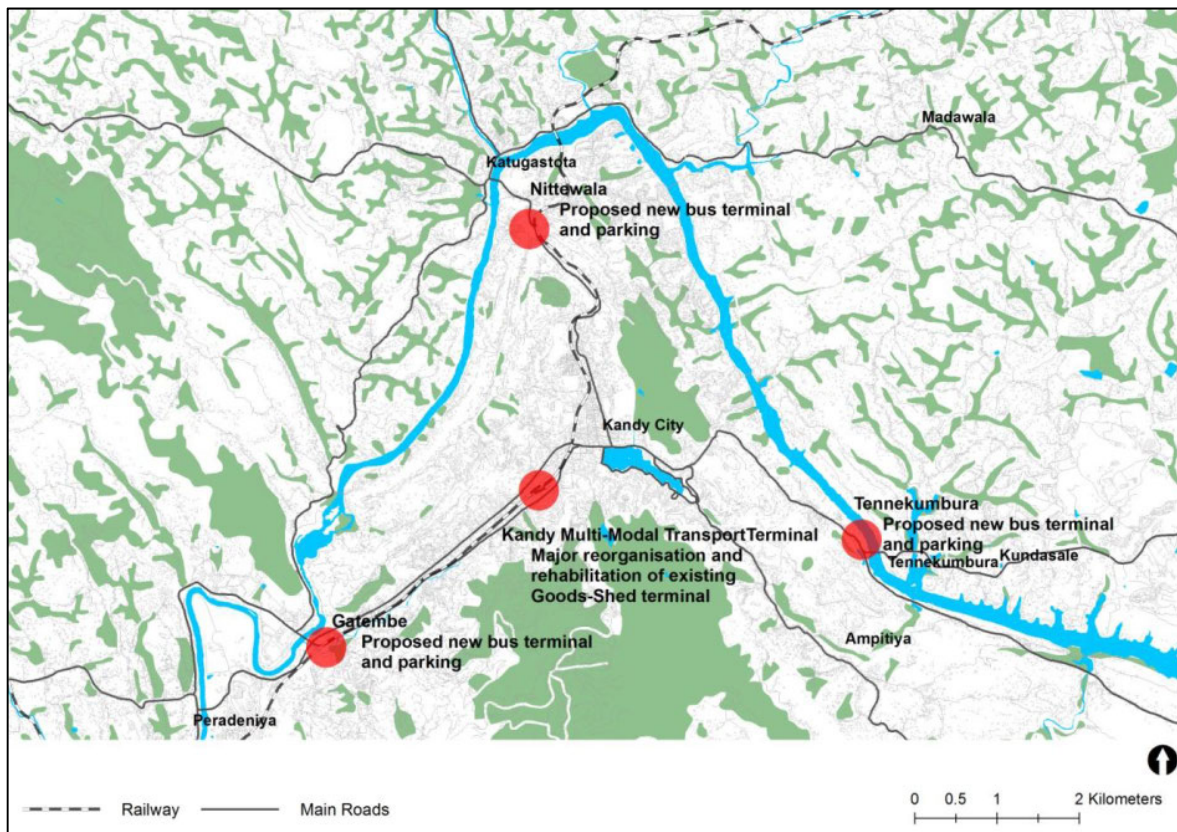 Madawala
Katugastota
Nittewala
Proposed new bus terminal
and parking
Kandy City
Kandy Multi-Modal TransportTerminal
Major reorganisation and
rehabilitation of existing
Goods-Shed terminal
Tennekumbura
Proposed new bus terminal
and parking
Tennekumbura
Kundasale
Gatembe
Proposed new bus terminal
and parking
Ampitiya
Peradeniya
Railway
Main Roads
0 0.5 1 2 Kilometers